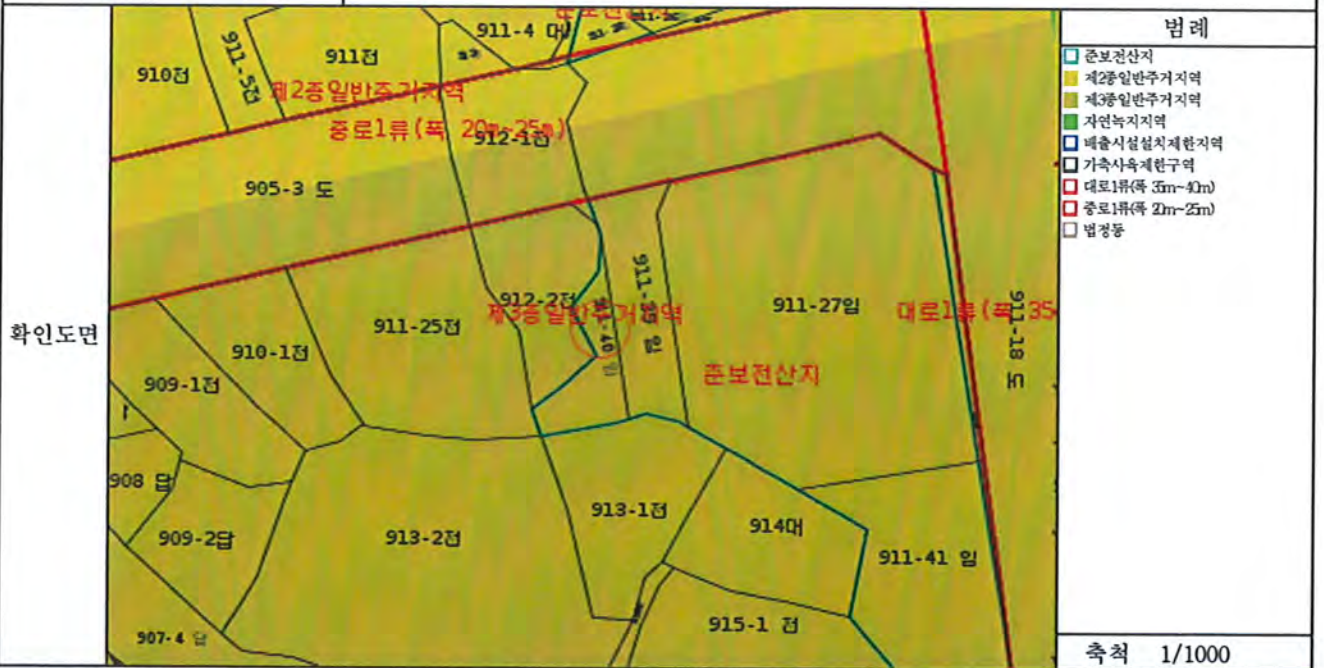 확인도면
준보전산지
911-4 대
910전
911-5전
911전
제2종일반주거지역
중로1류(폭 20m~25m)
912-1전
905-3 도
912-2전
제3종일반주거지역
911-40 임
911-27임
대로1류(폭 35
911-18 도
911-25전
910-1전
909-1전
준보전산지
908 답
909-2답
913-2전
913-1전
914대
911-41 임
907-4 답
915-1 전
범례
준보전산지
제2종일반주거지역
제3종일반주거지역
자연녹지지역
배출시설설치제한지역
가축사육제한구역
대로1류(폭 35m~40m)
중로1류(폭 20m~25m)
법정동
축척 1/1000